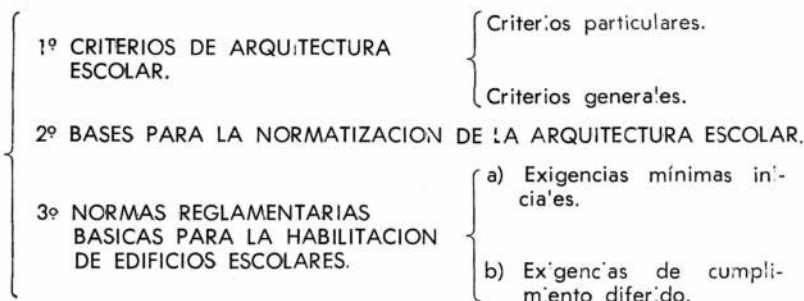 1º CRITERIOS DE ARQUITECTURA
ESCOLAR.
Criterios particulares.
Criterios generales.
2º BASES PARA LA NORMATIZACION DE LA ARQUITECTURA ESCOLAR.
3º NORMAS REGLAMENTARIAS
BASICAS PARA LA HABILITACION
DE EDIFICIOS ESCOLARES.
a) Exigencias mínimas ini-
ciales.
b) Exigencias de cumpli-
miento diferido.